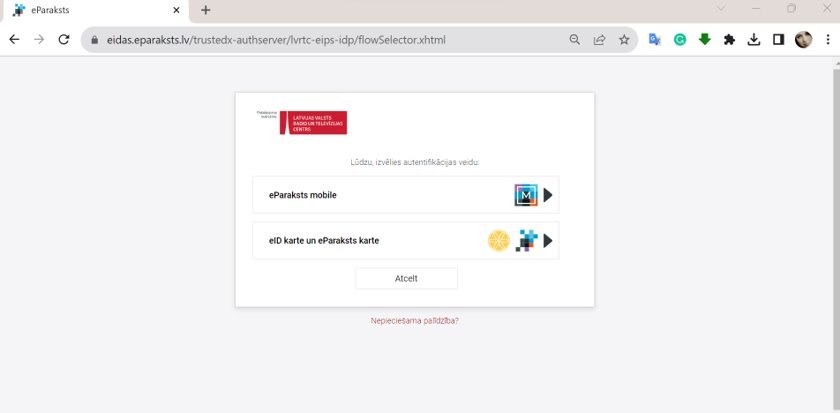 eParaksts
eidas.eparaksts.lv/trustedx-authserver/lvrtc-eips-idp/flowSelector.xhtml
LATVIJAS VALSTS
RADIO UN TELEVĪZIJAS
CENTRS
Lūdzu, izvēlies autentifikācijas veidu:
eParaksts mobile
M
eID karte un eParaksts karte
Atcelt
Nepieciešama palīdzība?